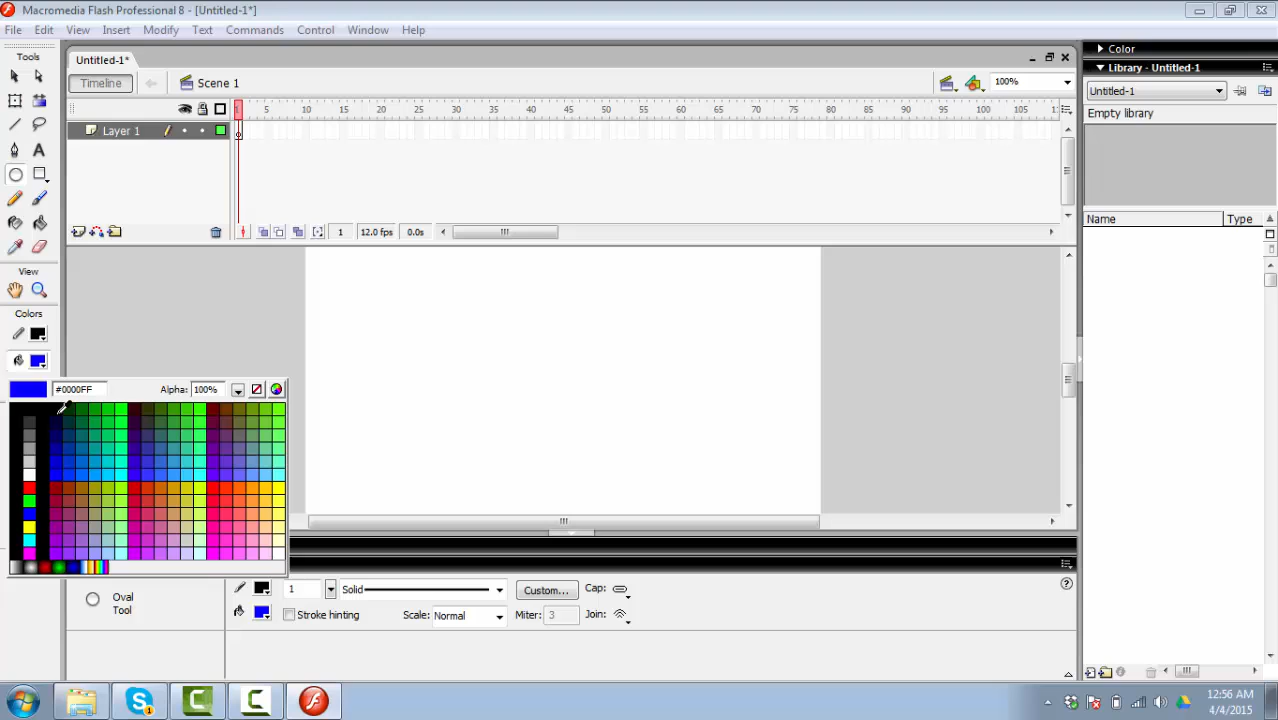 Macromedia Flash Professional 8 - [Untitled-1*]
File Edit View Insert Modify Text Commands Control Window Help
Tools
Untitled-1*
Timeline
Scene 1
100%
5 10 15 20 25 30 35 40 45 50 55 60 65 70 75 80 85 90 95 100 105
Layer 1
1 12.0 fps 0.0s
View
Colors
#0000FF Alpha: 100%
Color
Library - Untitled-1
Untitled-1
Empty library
Name Type
1 Solid Custom... Cap:
Oval
Tool
Stroke hinting Scale: Normal Miter: 3 Join:
12:56 AM
4/4/2015